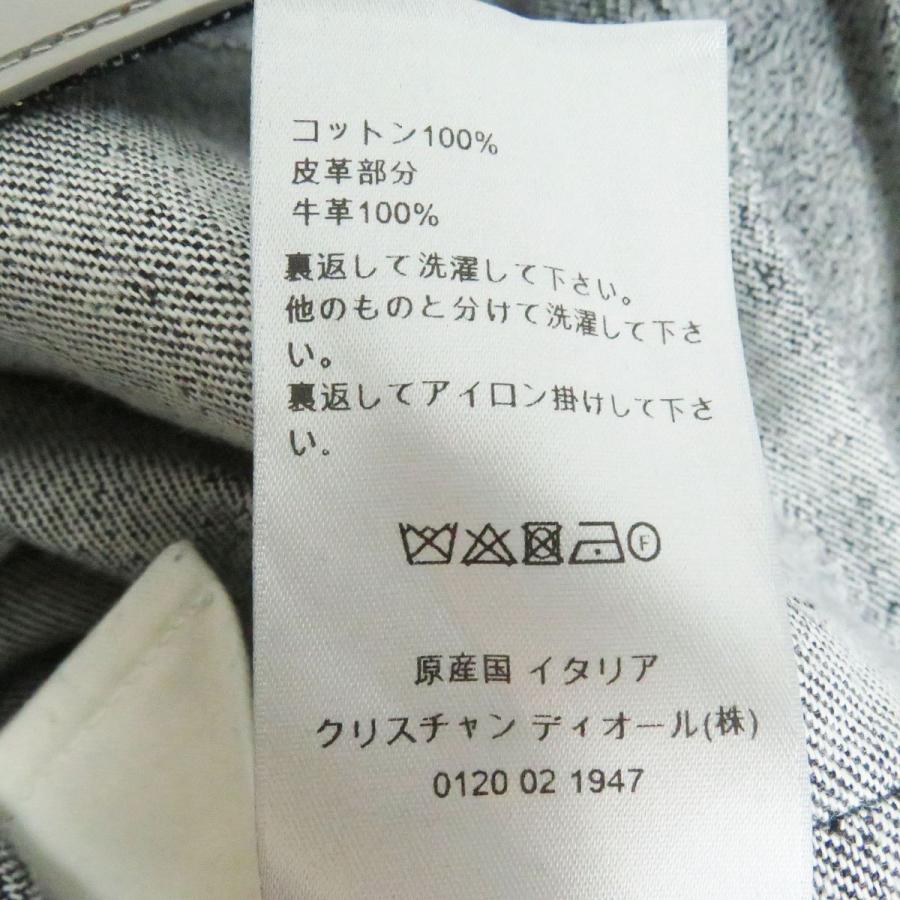 コットン100%
皮革部分
牛革100%
裏返して洗濯して下さい。
他のものと分けて洗濯して下さ
い。
裏返してアイロン掛けして下さ
い.
F
原産国 イタリア
クリスチャン ディオール(株)
0120 02 1947